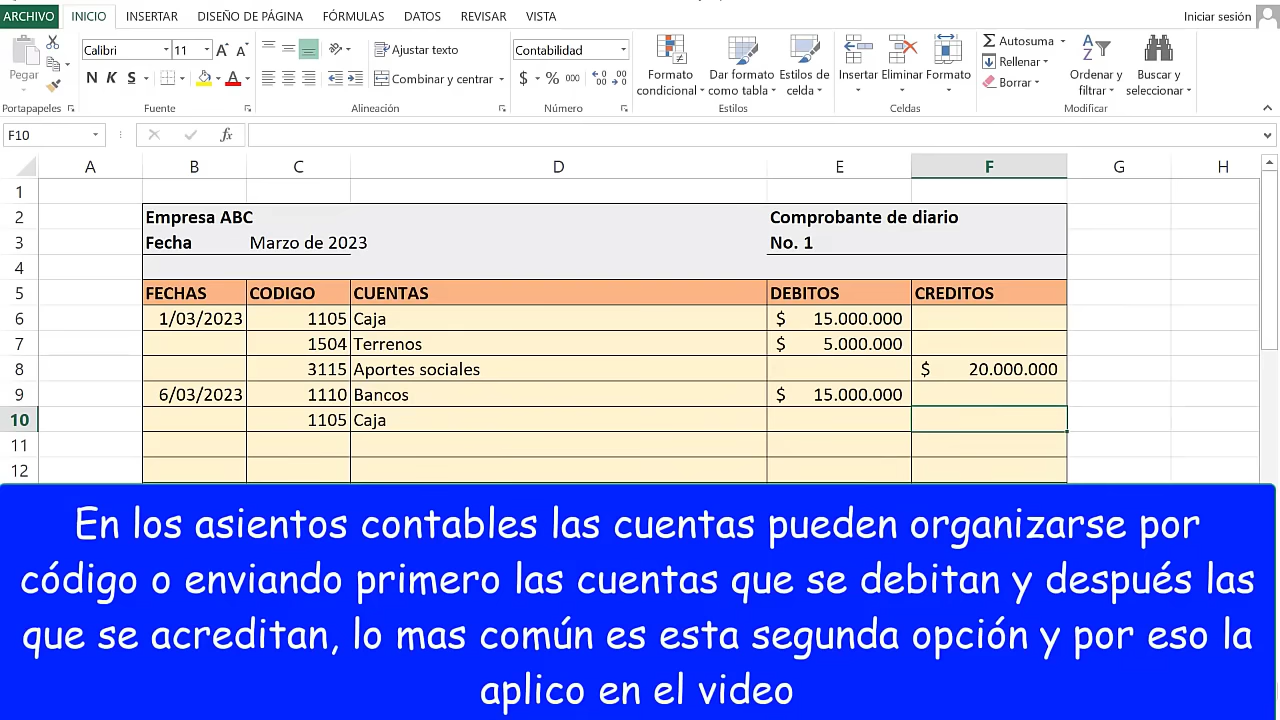 ARCHIVO INICIO INSERTAR DISEÑO DE PÁGINA FÓRMULAS DATOS REVISAR VISTA Iniciar sesión
Calibri 11 A A Ajustar texto Contabilidad Autosuma
Pegar N K S A Combinar y centrar $ % 000 Formato condicional Dar formato como tabla Estilos de celda Insertar Eliminar Formato Rellenar Borrar Ordenar y filtrar Buscar y seleccionar
Portapapeles Fuente Alineación Número Estilos Celdas Modificar
F10 fx
A B C D E F G H
1
2 Empresa ABC Comprobante de diario
3 Fecha Marzo de 2023 No. 1
4
5 FECHAS CODIGO CUENTAS DEBITOS CREDITOS
6 1/03/2023 1105 Caja $ 15.000.000
7 1504 Terrenos $ 5.000.000
8 3115 Aportes sociales $ 20.000.000
9 6/03/2023 1110 Bancos $ 15.000.000
10 1105 Caja
11
12
En los asientos contables las cuentas pueden organizarse por
código o enviando primero las cuentas que se debitan y después las
que se acreditan, lo mas común es esta segunda opción y por eso la
aplico en el video